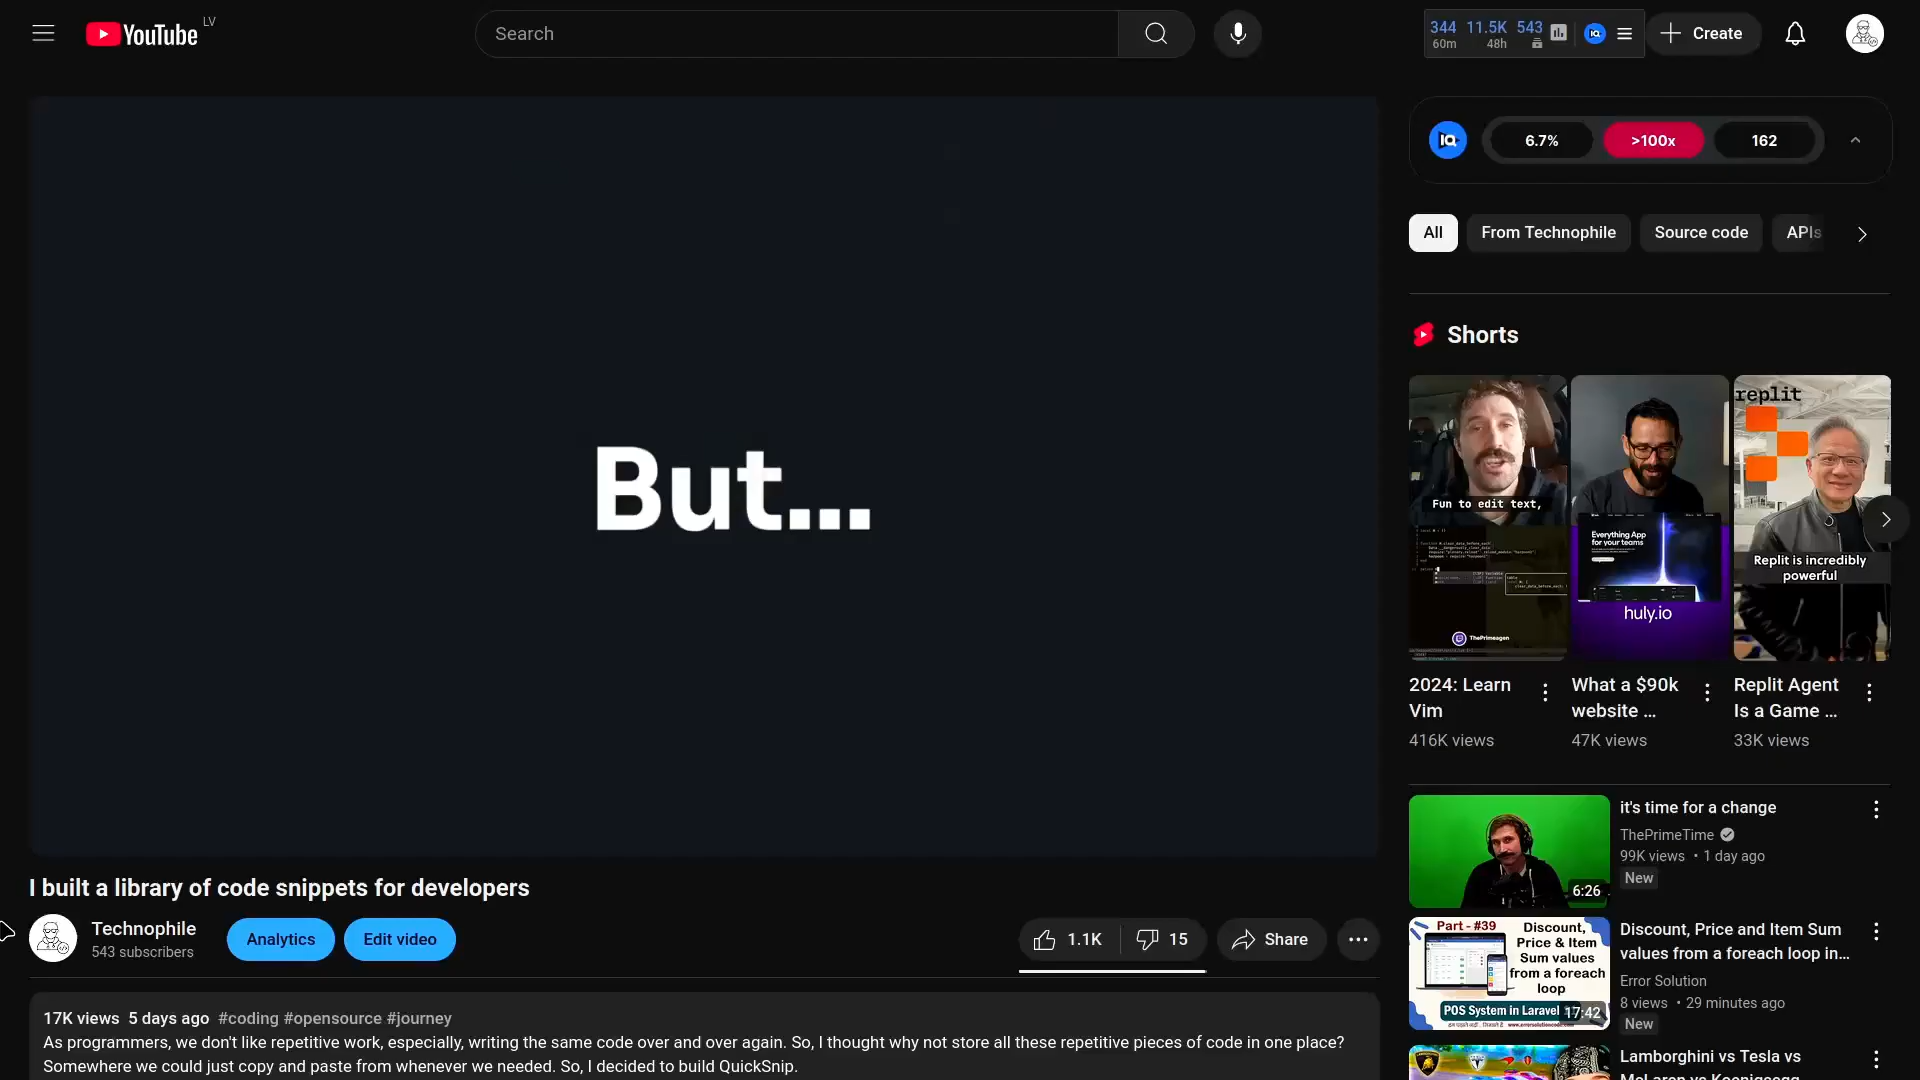 YouTube LV
Search
344 11.5K 543
60m 48h
IQ
Create
IQ
6.7% >100x 162
All From Technophile Source code APIs
But...
Shorts
Fun to edit text,
ThePrimeagen
Everything App
for your teams
huly.io
replit
Replit is incredibly
powerful
2024: Learn
Vim
416K views
What a $90k
website ...
47K views
Replit Agent
Is a Game ...
33K views
6:26
it's time for a change
ThePrimeTime
99K views • 1 day ago
New
Part - #39
Discount,
Price & Item
Sum values
from a foreach
loop
POS System in Laravel
17:42
Discount, Price and Item Sum
values from a foreach loop in...
Error Solution
8 views • 29 minutes ago
New
Lamborghini vs Tesla vs
McLaren vs Koenigsegg
I built a library of code snippets for developers
Technophile
543 subscribers
Analytics Edit video
1.1K 15 Share
17K views 5 days ago #coding #opensource #journey
As programmers, we don't like repetitive work, especially, writing the same code over and over again. So, I thought why not store all these repetitive pieces of code in one place?
Somewhere we could just copy and paste from whenever we needed. So, I decided to build QuickSnip.